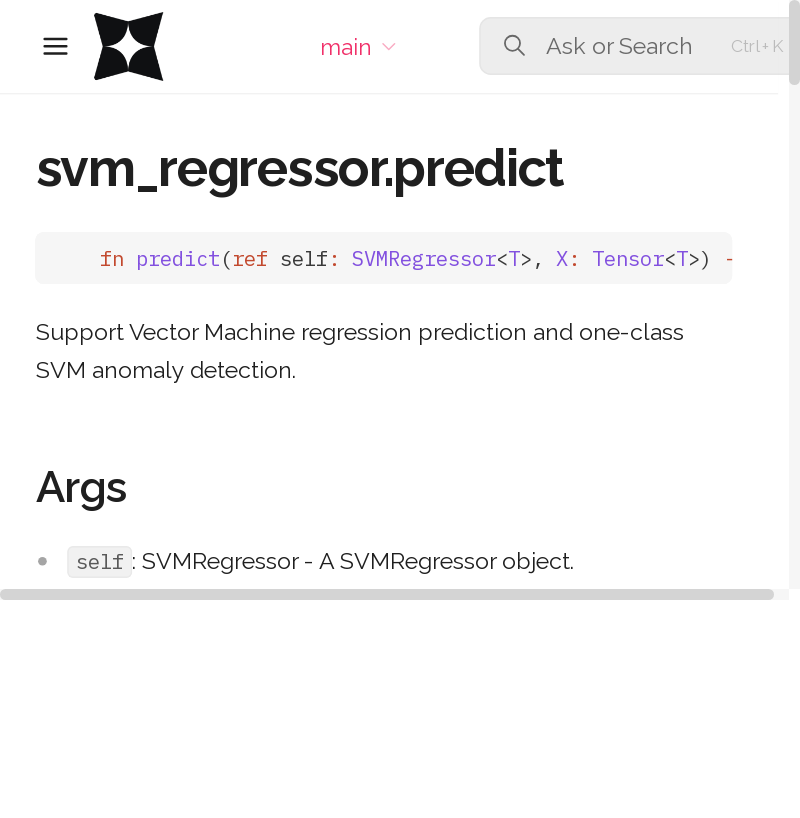 main
Ask or Search
Ctrl+K
svm_regressor.predict
fn predict(ref self: SVMRegressor<T>, X: Tensor<T>) -
Support Vector Machine regression prediction and one-class
SVM anomaly detection.
Args
self: SVMRegressor - A SVMRegressor object.